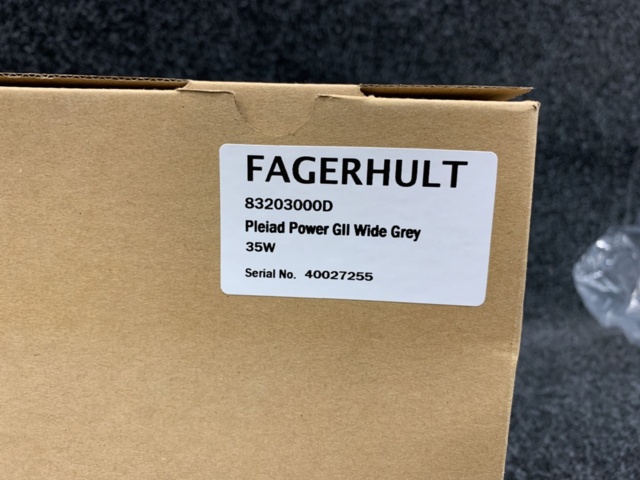 FAGERHULT
83203000D
Pleiad Power GII Wide Grey
35W
Serial No. 40027255